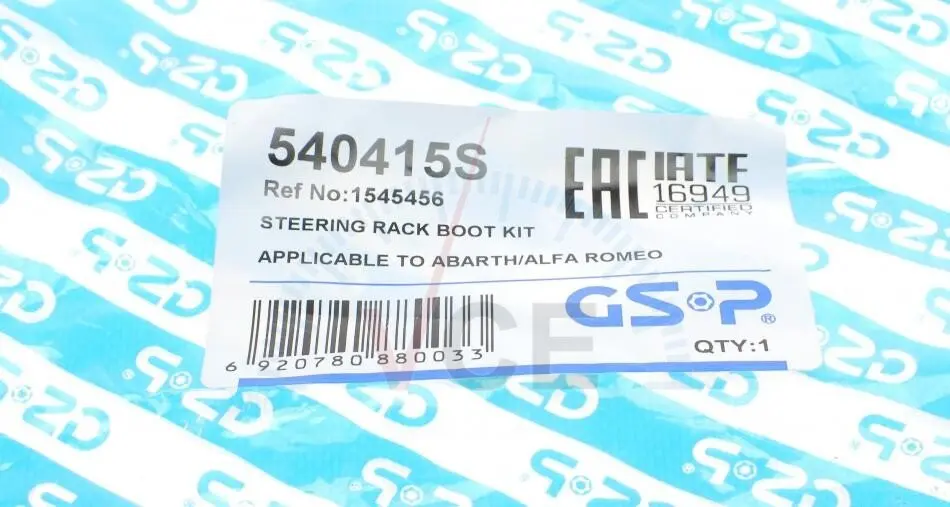 540415S
Ref No:1545456
STEERING RACK BOOT KIT
APPLICABLE TO ABARTH/ALFA ROMEO
EAC
IATF
16949
CERTIFIED
COMPANY
GS-P®
QTY:1
6 920780 880033